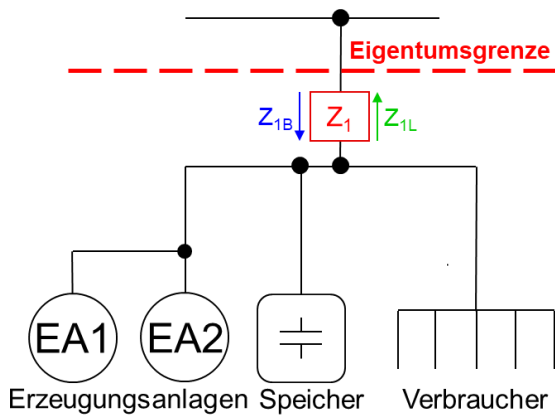 Eigentumsgrenze
Z1B Z1 Z1L
EA1 EA2
Erzeugungsanlagen Speicher Verbraucher